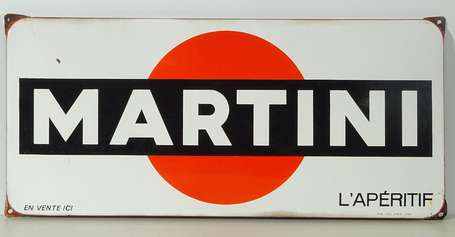 MARTINI
EN VENTE ICI
L'APÉRITIF